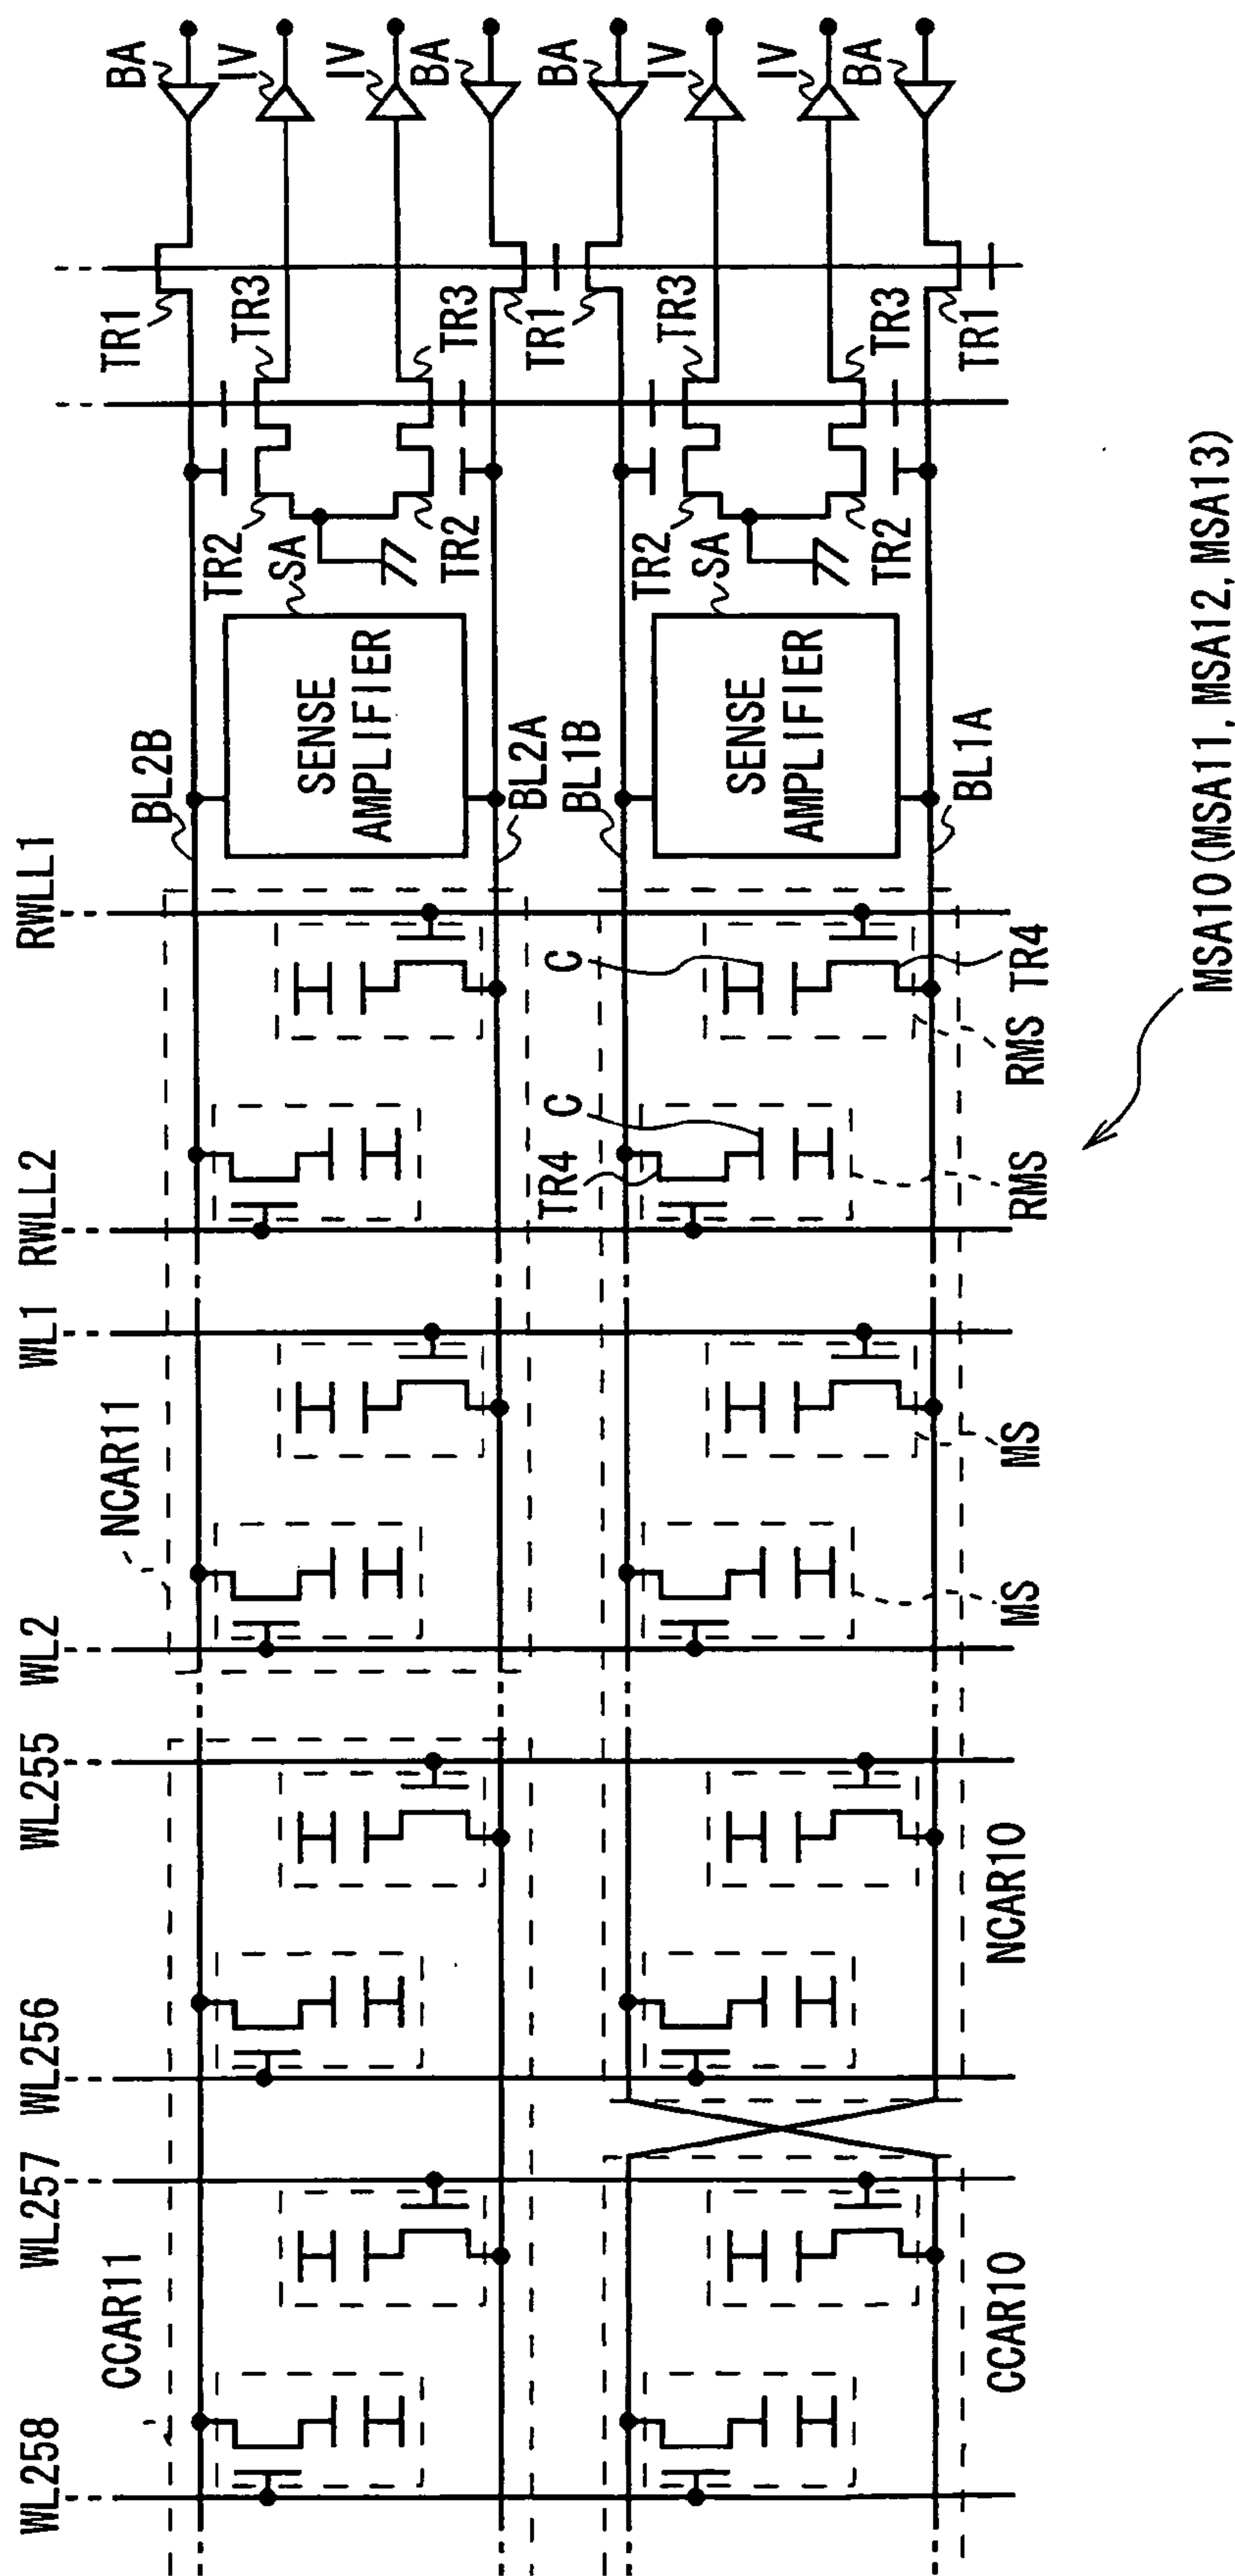 WL258
WL257
WL256
WL255
WL2
WL1
RWLL2
RWLL1
CCAR11
NCAR11
BL2B
SENSE
AMPLIFIER
SA
BL2A
TR2
TR2
TR3
TR3
TR1
TR1
BA
IV
IV
BA
BL1B
SENSE
AMPLIFIER
SA
BL1A
TR2
TR2
TR3
TR3
TR1
BA
IV
IV
BA
C
C
TR4
TR4
RMS
RMS
MS
MS
NCAR10
CCAR10
MSA10 (MSA11, MSA12, MSA13)